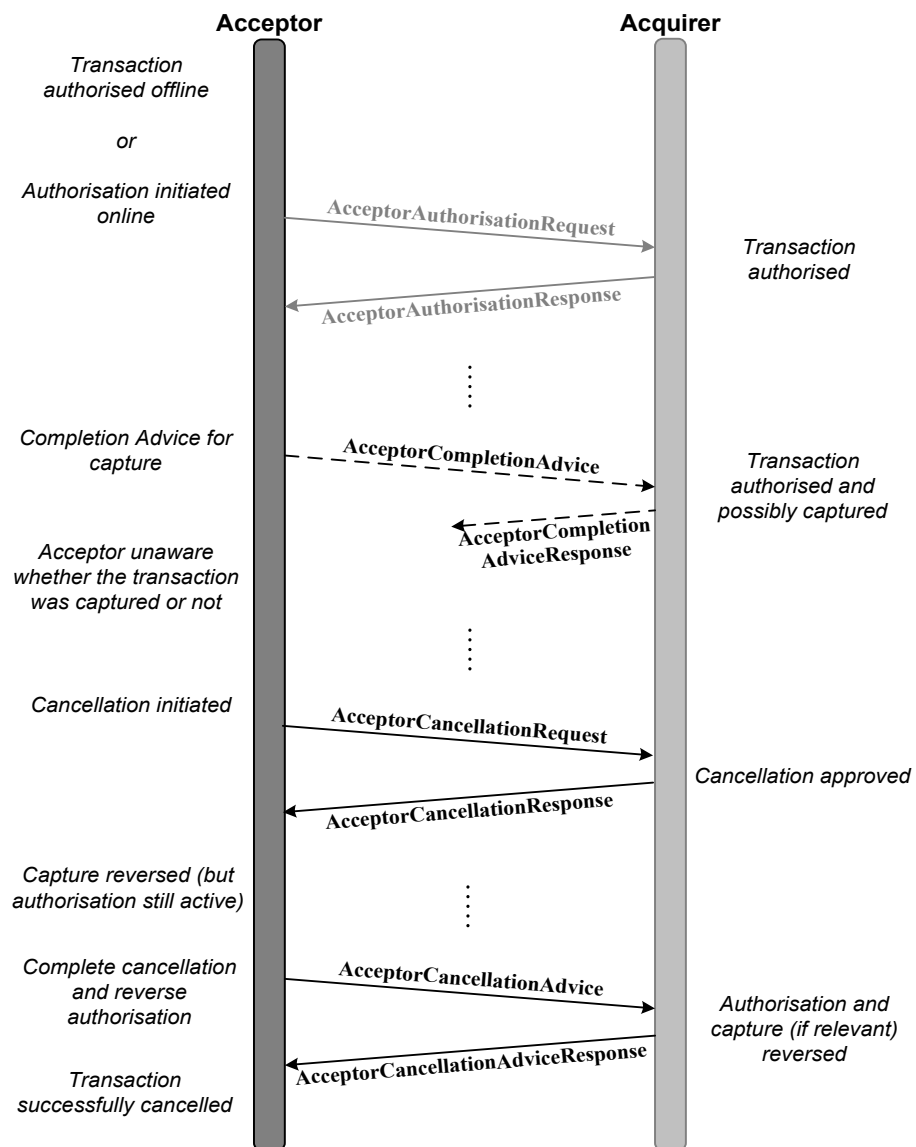 Acceptor
Acquirer
Transaction
authorised offline
or
Authorisation initiated
online
AcceptorAuthorisationRequest
Transaction
authorised
AcceptorAuthorisationResponse
Completion Advice for
capture
AcceptorCompletionAdvice
Transaction
authorised and
possibly captured
AcceptorCompletion
AdviceResponse
Acceptor unaware
whether the transaction
was captured or not
Cancellation initiated
AcceptorCancellationRequest
Cancellation approved
AcceptorCancellationResponse
Capture reversed (but
authorisation still active)
Complete cancellation
and reverse
authorisation
AcceptorCancellationAdvice
Authorisation and
capture (if relevant)
reversed
AcceptorCancellationAdviceResponse
Transaction
successfully cancelled